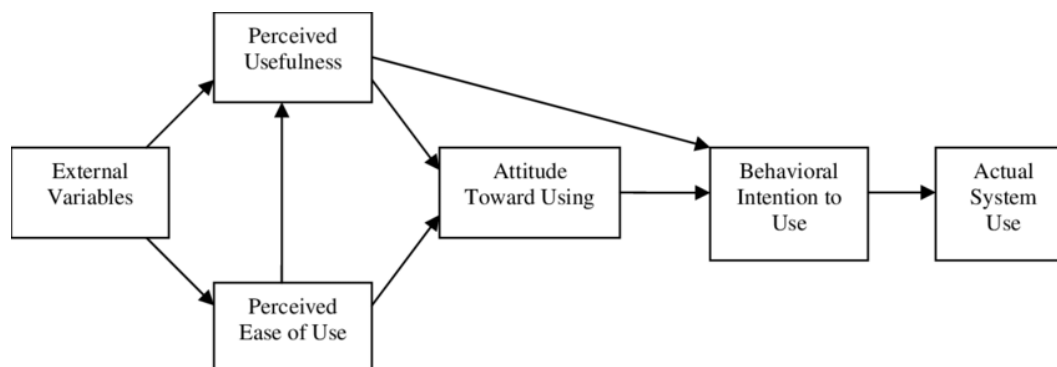 Perceived
Usefulness
External
Variables
Attitude
Toward Using
Behavioral
Intention to
Use
Actual
System
Use
Perceived
Ease of Use